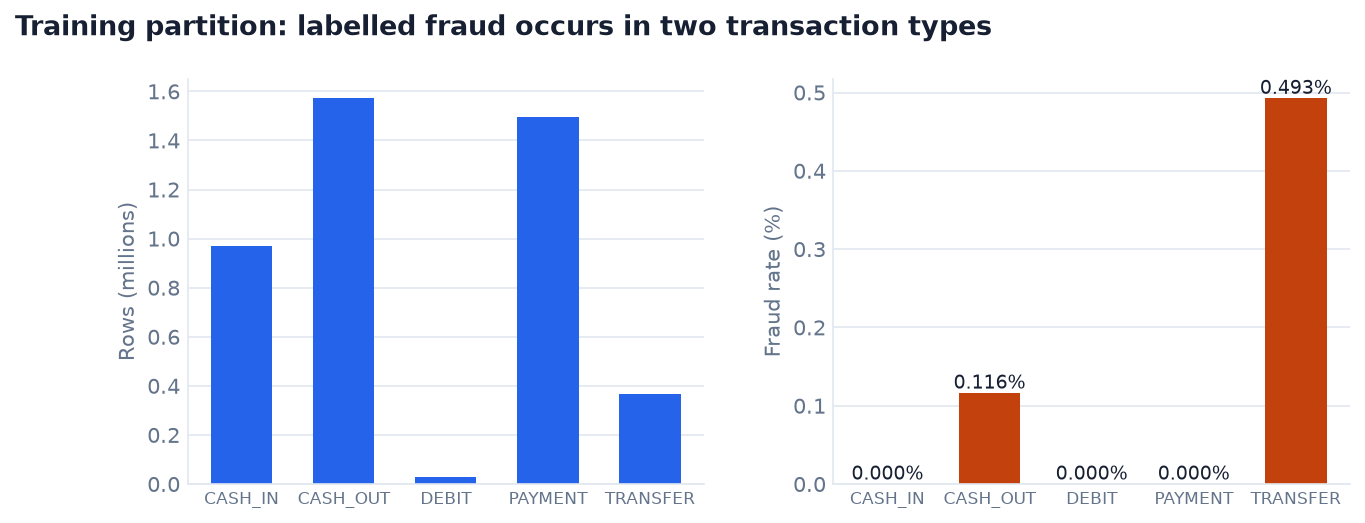 Training partition: labelled fraud occurs in two transaction types
Rows (millions)
1.6
1.4
1.2
1.0
0.8
0.6
0.4
0.2
0.0
CASH_IN CASH_OUT DEBIT PAYMENT TRANSFER
Fraud rate (%)
0.5
0.4
0.3
0.2
0.1
0.0
0.000% 0.116% 0.000% 0.000% 0.493%
CASH_IN CASH_OUT DEBIT PAYMENT TRANSFER